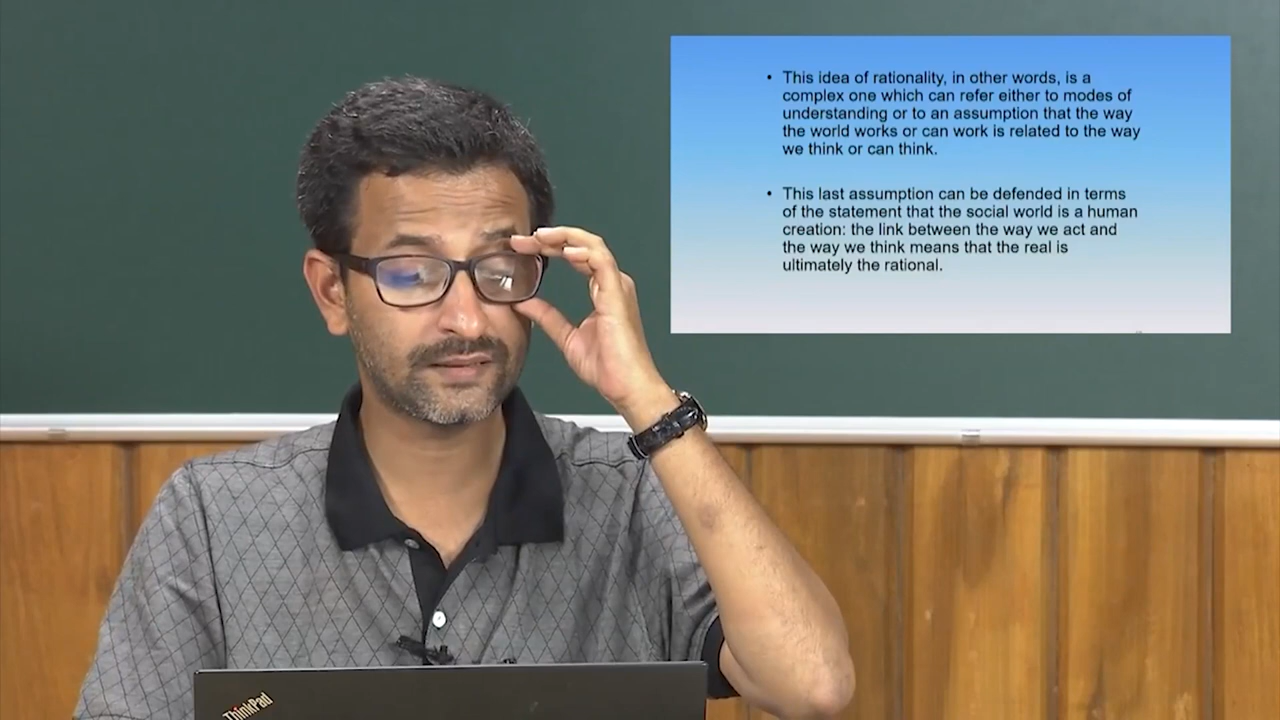 • This idea of rationality, in other words, is a
complex one which can refer either to modes of
understanding or to an assumption that the way
the world works or can work is related to the way
we think or can think.
• This last assumption can be defended in terms
of the statement that the social world is a human
creation: the link between the way we act and
the way we think means that the real is
ultimately the rational.
ThinkPad